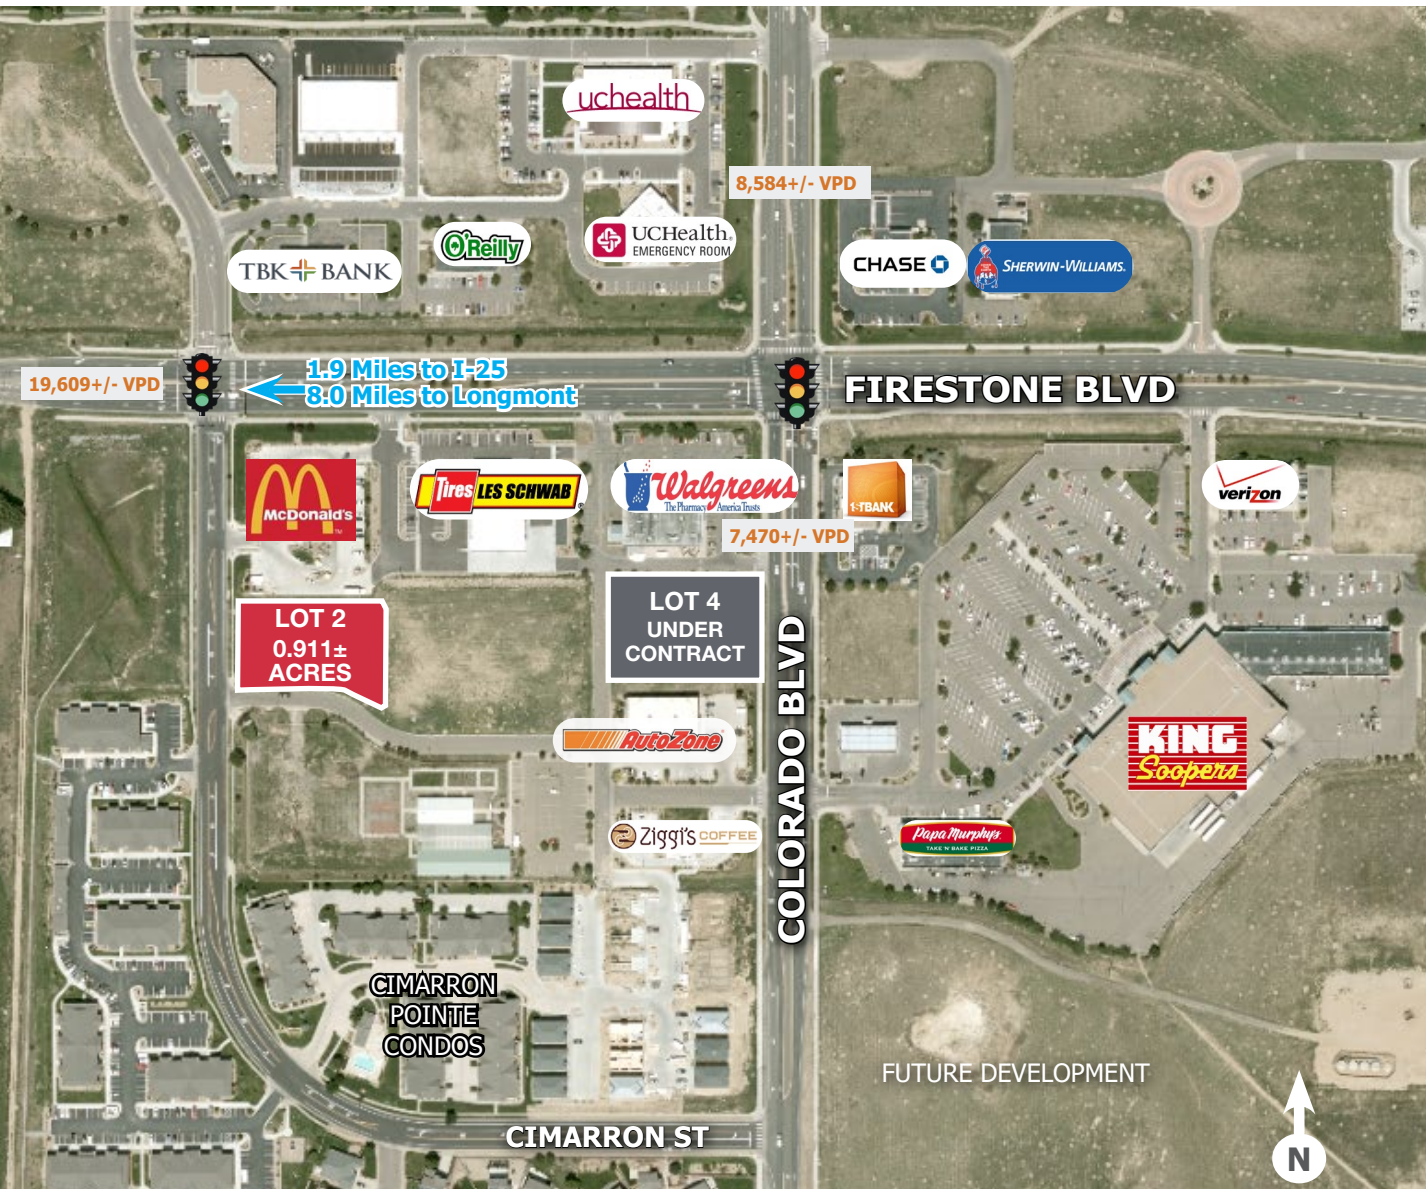 uchealth
8,584+/- VPD
O'Reilly
UCHealth
EMERGENCY ROOM
TBK BANK
CHASE
SHERWIN-WILLIAMS.
19,609+/- VPD
1.9 Miles to I-25
8.0 Miles to Longmont
FIRESTONE BLVD
McDonald's
TM
Tires LES SCHWAB
Walgreens
The Pharmacy America Trusts
1STBANK
verizon
7,470+/- VPD
LOT 2
0.911±
ACRES
LOT 4
UNDER
CONTRACT
COLORADO BLVD
AutoZone
KING
Soopers
Ziggi's COFFEE
Papa Murphy's
TAKE 'N' BAKE PIZZA
CIMARRON
POINTE
CONDOS
FUTURE DEVELOPMENT
CIMARRON ST
N